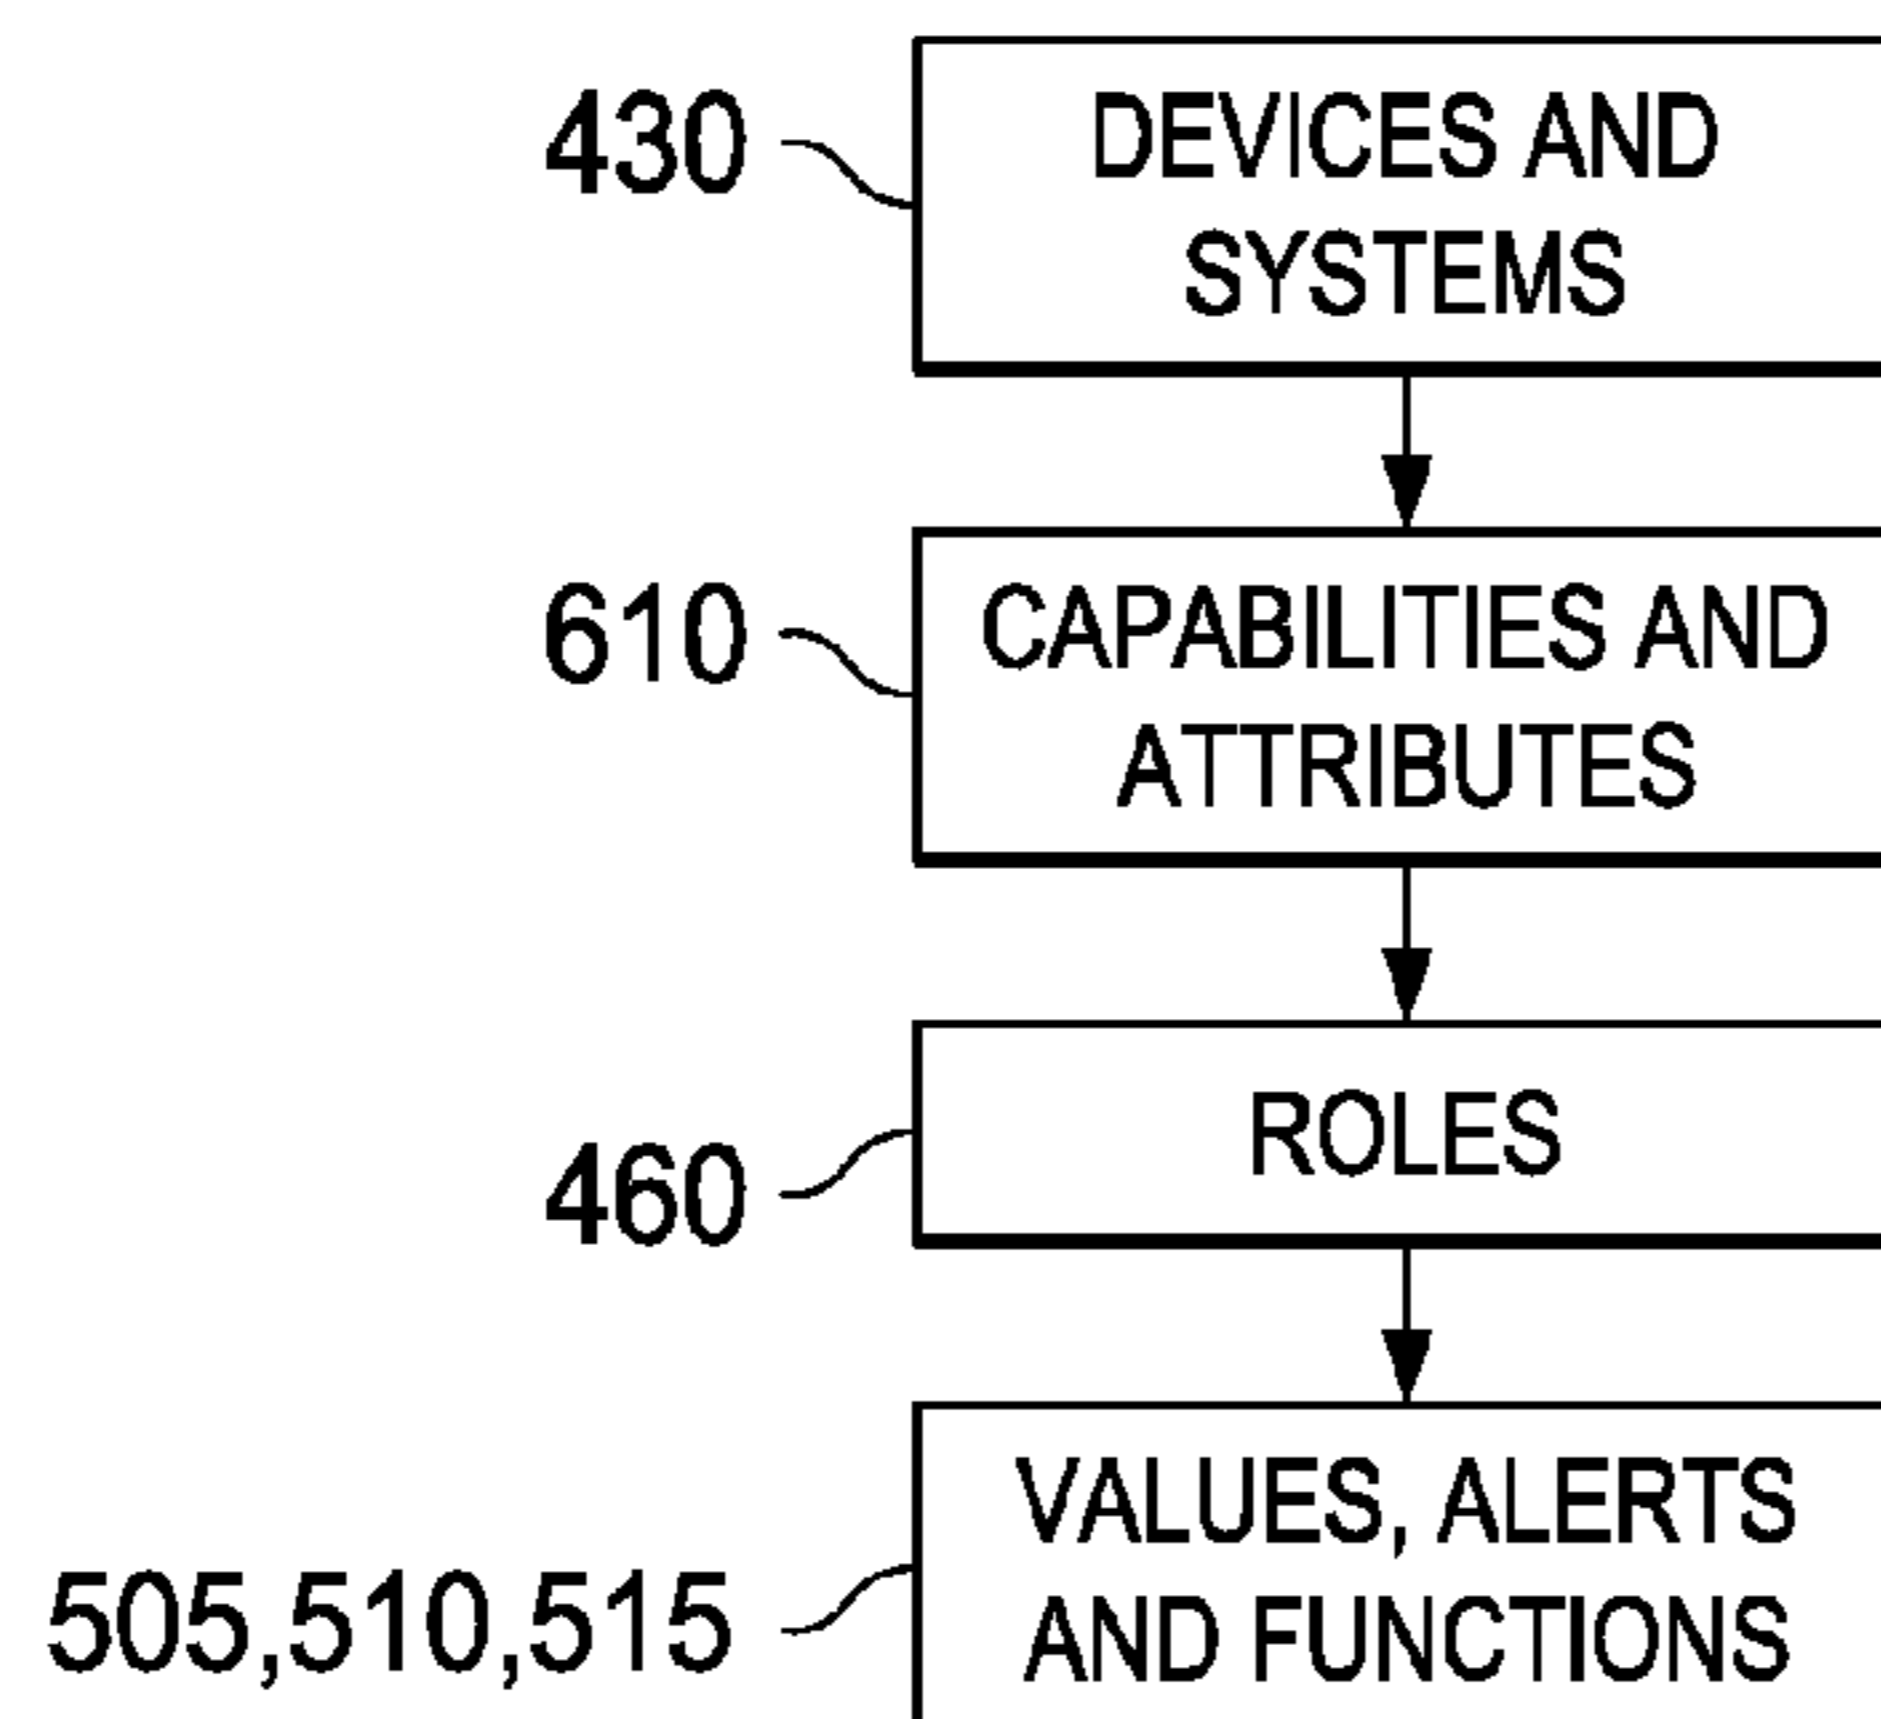 430
DEVICES AND
SYSTEMS
610
CAPABILITIES AND
ATTRIBUTES
460
ROLES
505,510,515
VALUES, ALERTS
AND FUNCTIONS